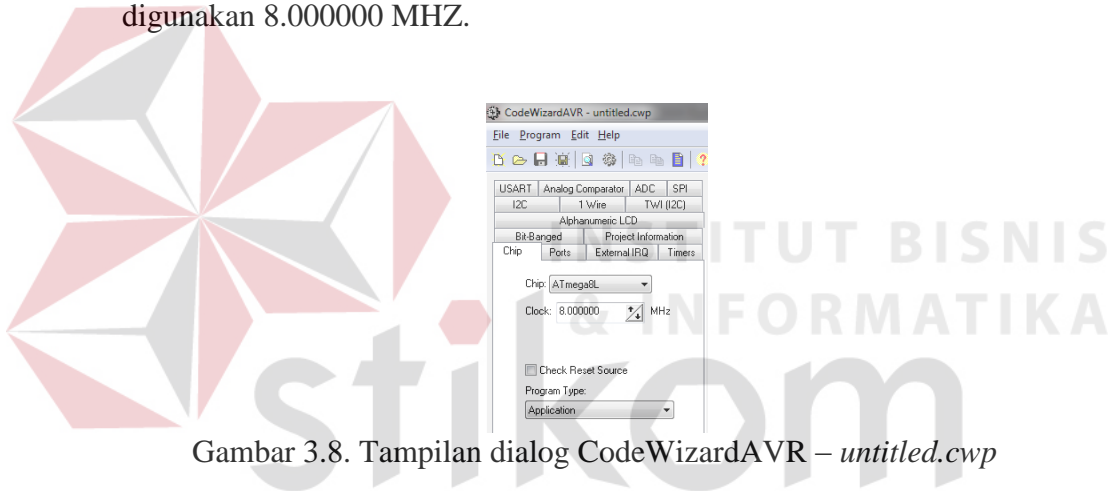 digunakan 8.000000 MHZ.
CodeWizardAVR - untitled.cwp
File Program Edit Help
USART Analog Comparator ADC SPI
I2C 1 Wire TWI (I2C)
Alphanumeric LCD
Bit-Banged Project Information
Chip Ports External IRQ Timers
Chip: ATmega8L
Clock: 8.000000 MHz
Check Reset Source
Program Type:
Application
BISNIS
& INFORMATIKA
stikom
Gambar 3.8. Tampilan dialog CodeWizardAVR – untitled.cwp